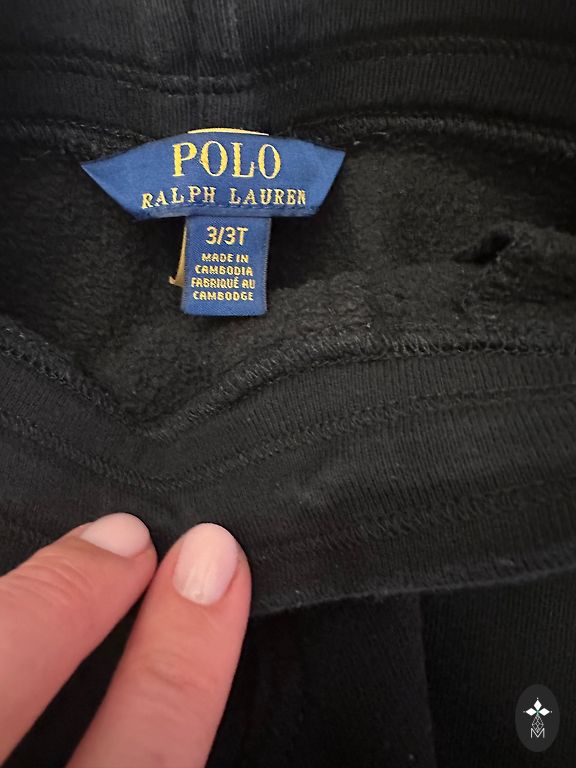 POLO
RALPH LAUREN
3/3T
MADE IN
CAMBODIA
FABRIQUÉ AU
CAMBODGE
M